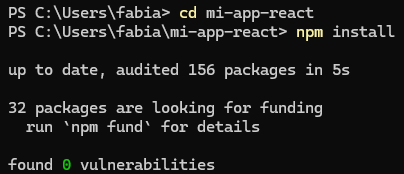 PS C:\Users\fabia> cd mi-app-react
PS C:\Users\fabia\mi-app-react> npm install
up to date, audited 156 packages in 5s
32 packages are looking for funding
  run `npm fund` for details
found 0 vulnerabilities